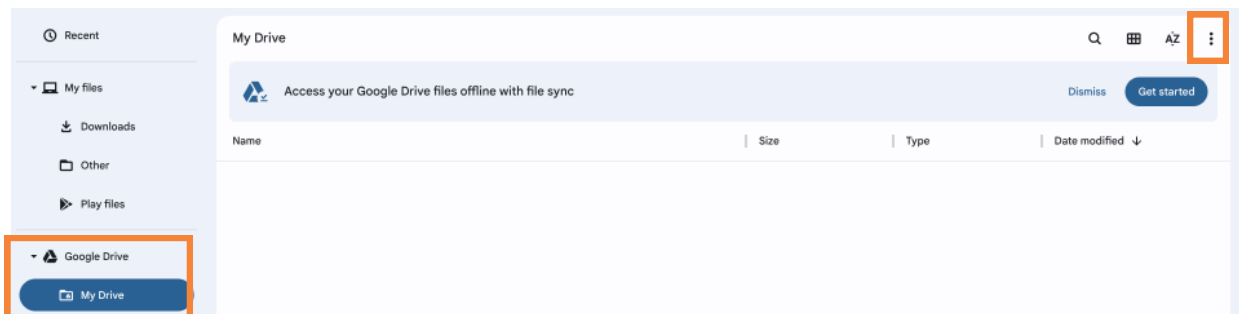 Recent
My files
Downloads
Other
Play files
Google Drive
My Drive
My Drive
AZ
Access your Google Drive files offline with file sync
Dismiss
Get started
Name
Size
Type
Date modified